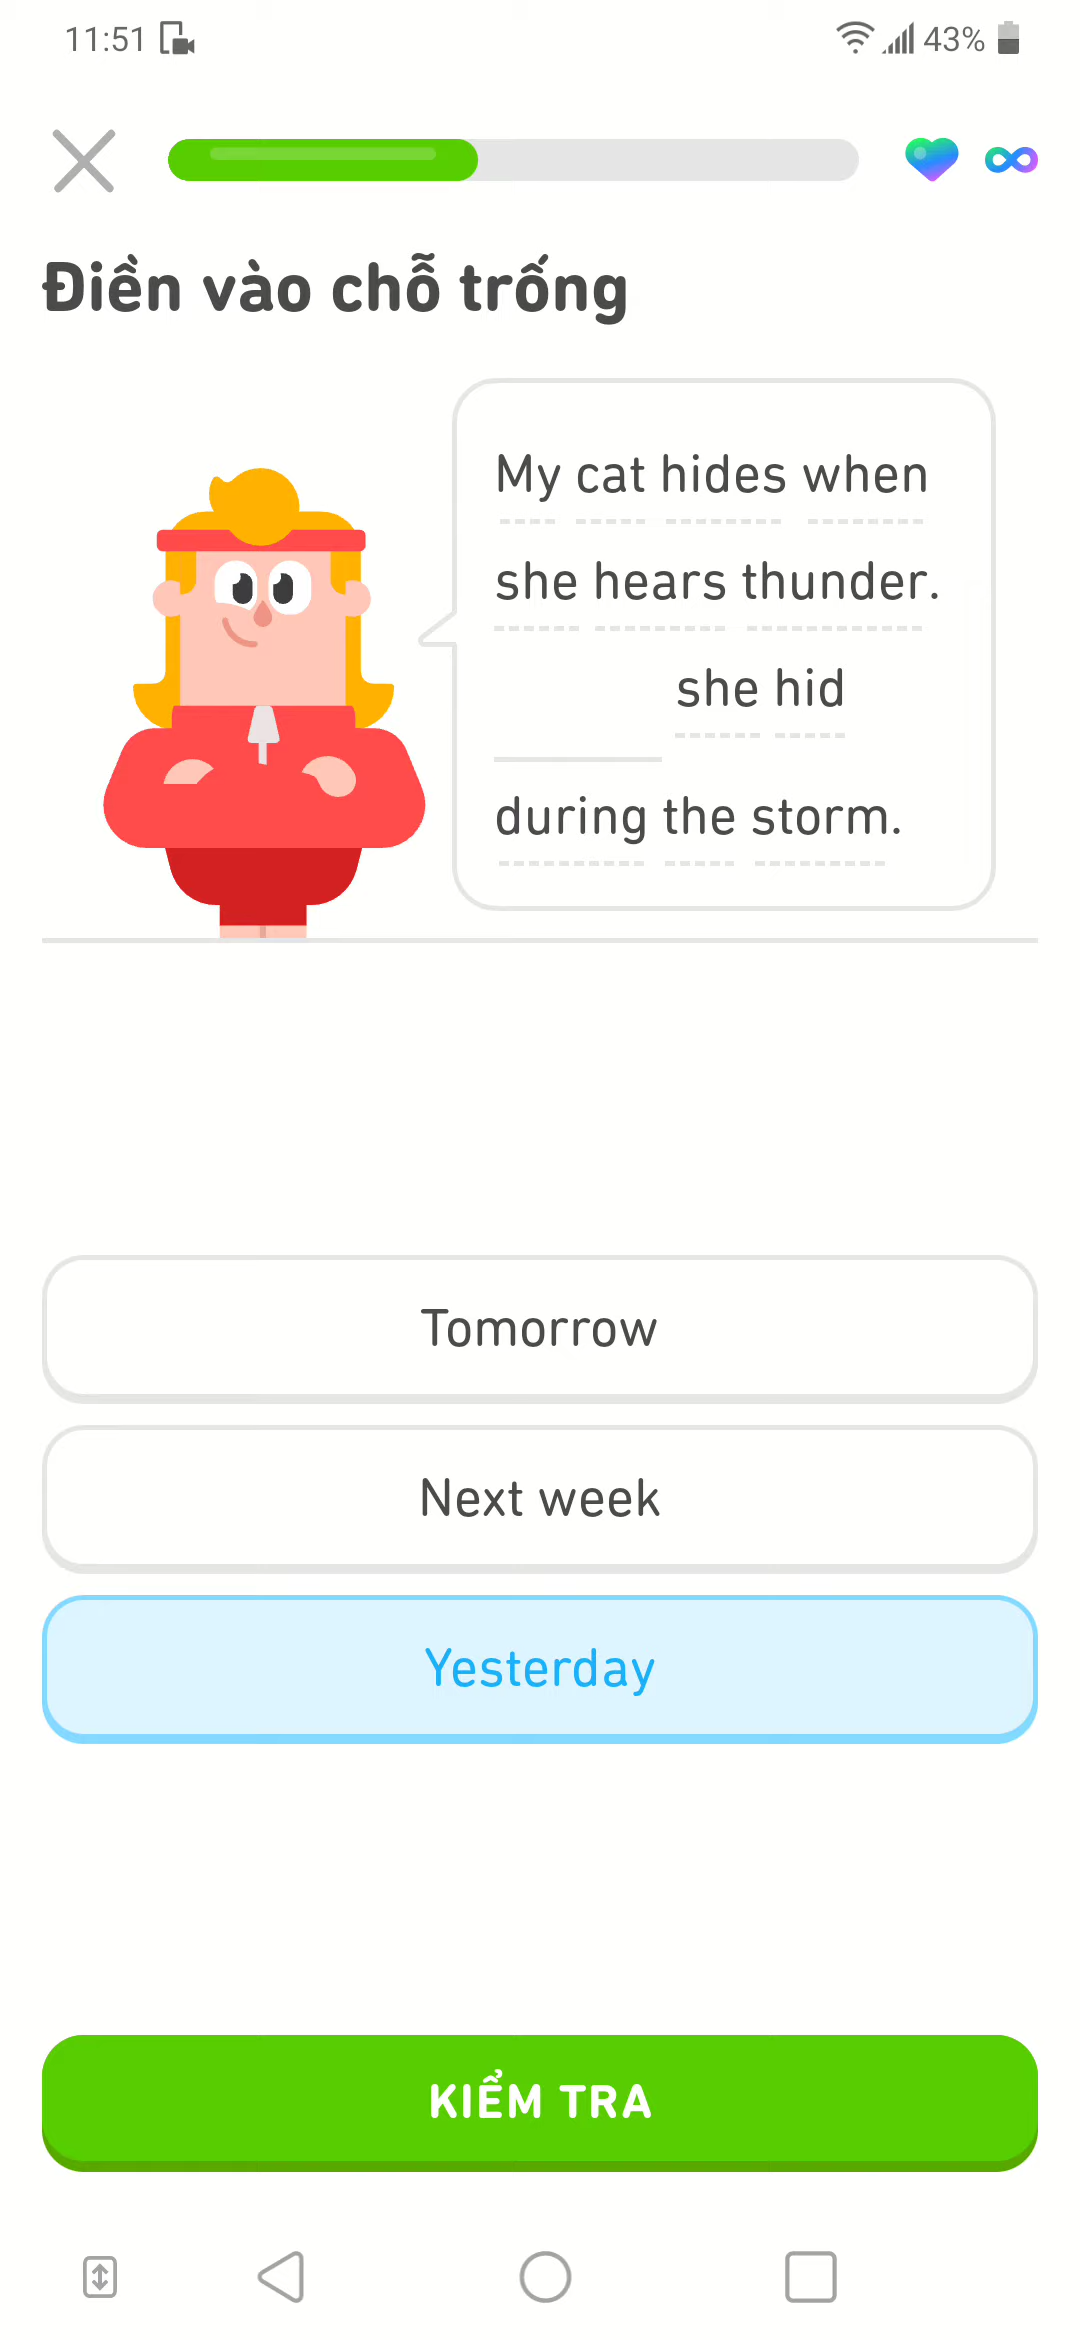 11:51
43%
Điền vào chỗ trống
My cat hides when
she hears thunder.
she hid
during the storm.
Tomorrow
Next week
Yesterday
KIỂM TRA